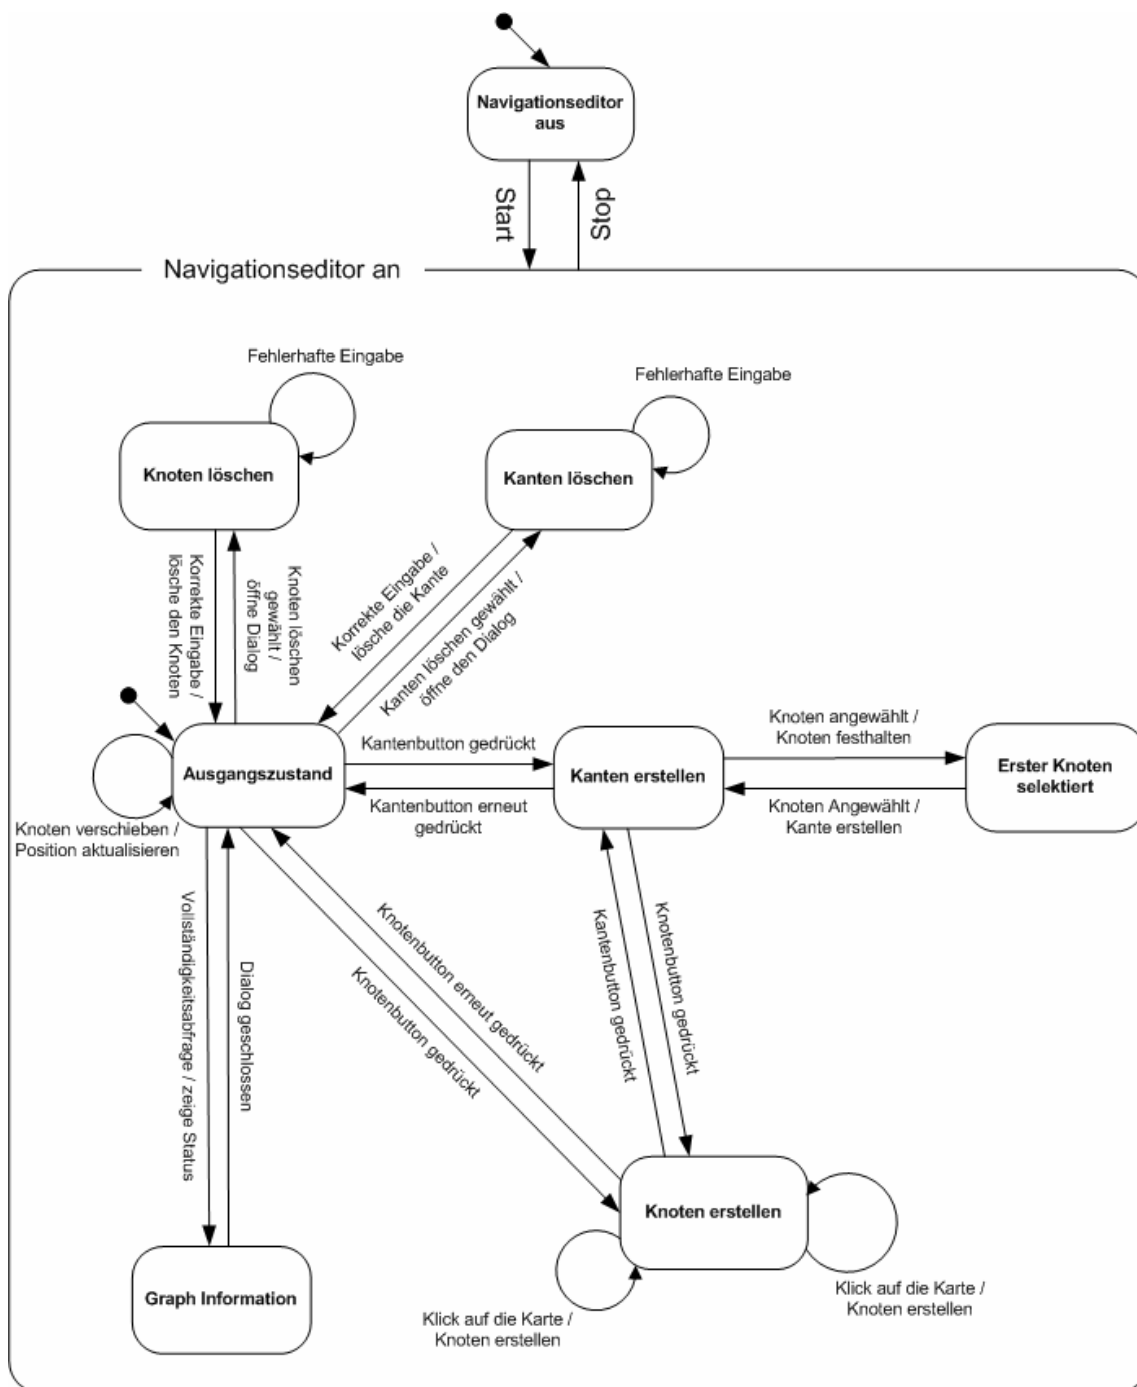 Navigationseditor
aus
Start
Stop
Navigationseditor an
Fehlerhafte Eingabe
Fehlerhafte Eingabe
Knoten löschen
Kanten löschen
Korrekte Eingabe /
lösche den Knoten
Knoten löschen
gewählt /
öffne Dialog
Korrekte Eingabe /
lösche die Kante
Kanten löschen gewählt /
öffne den Dialog
Ausgangszustand
Kantenbutton gedrückt
Kantenbutton erneut
gedrückt
Kanten erstellen
Knoten angewählt /
Knoten festhalten
Knoten Angewählt /
Kante erstellen
Erster Knoten
selektiert
Knoten verschieben /
Position aktualisieren
Vollständigkeitsabfrage / zeige Status
Dialog geschlossen
Knotenbutton erneut gedrückt
Knotenbutton gedrückt
Kantenbutton gedrückt
Knotenbutton gedrückt
Knoten erstellen
Graph Information
Klick auf die Karte /
Knoten erstellen
Klick auf die Karte /
Knoten erstellen